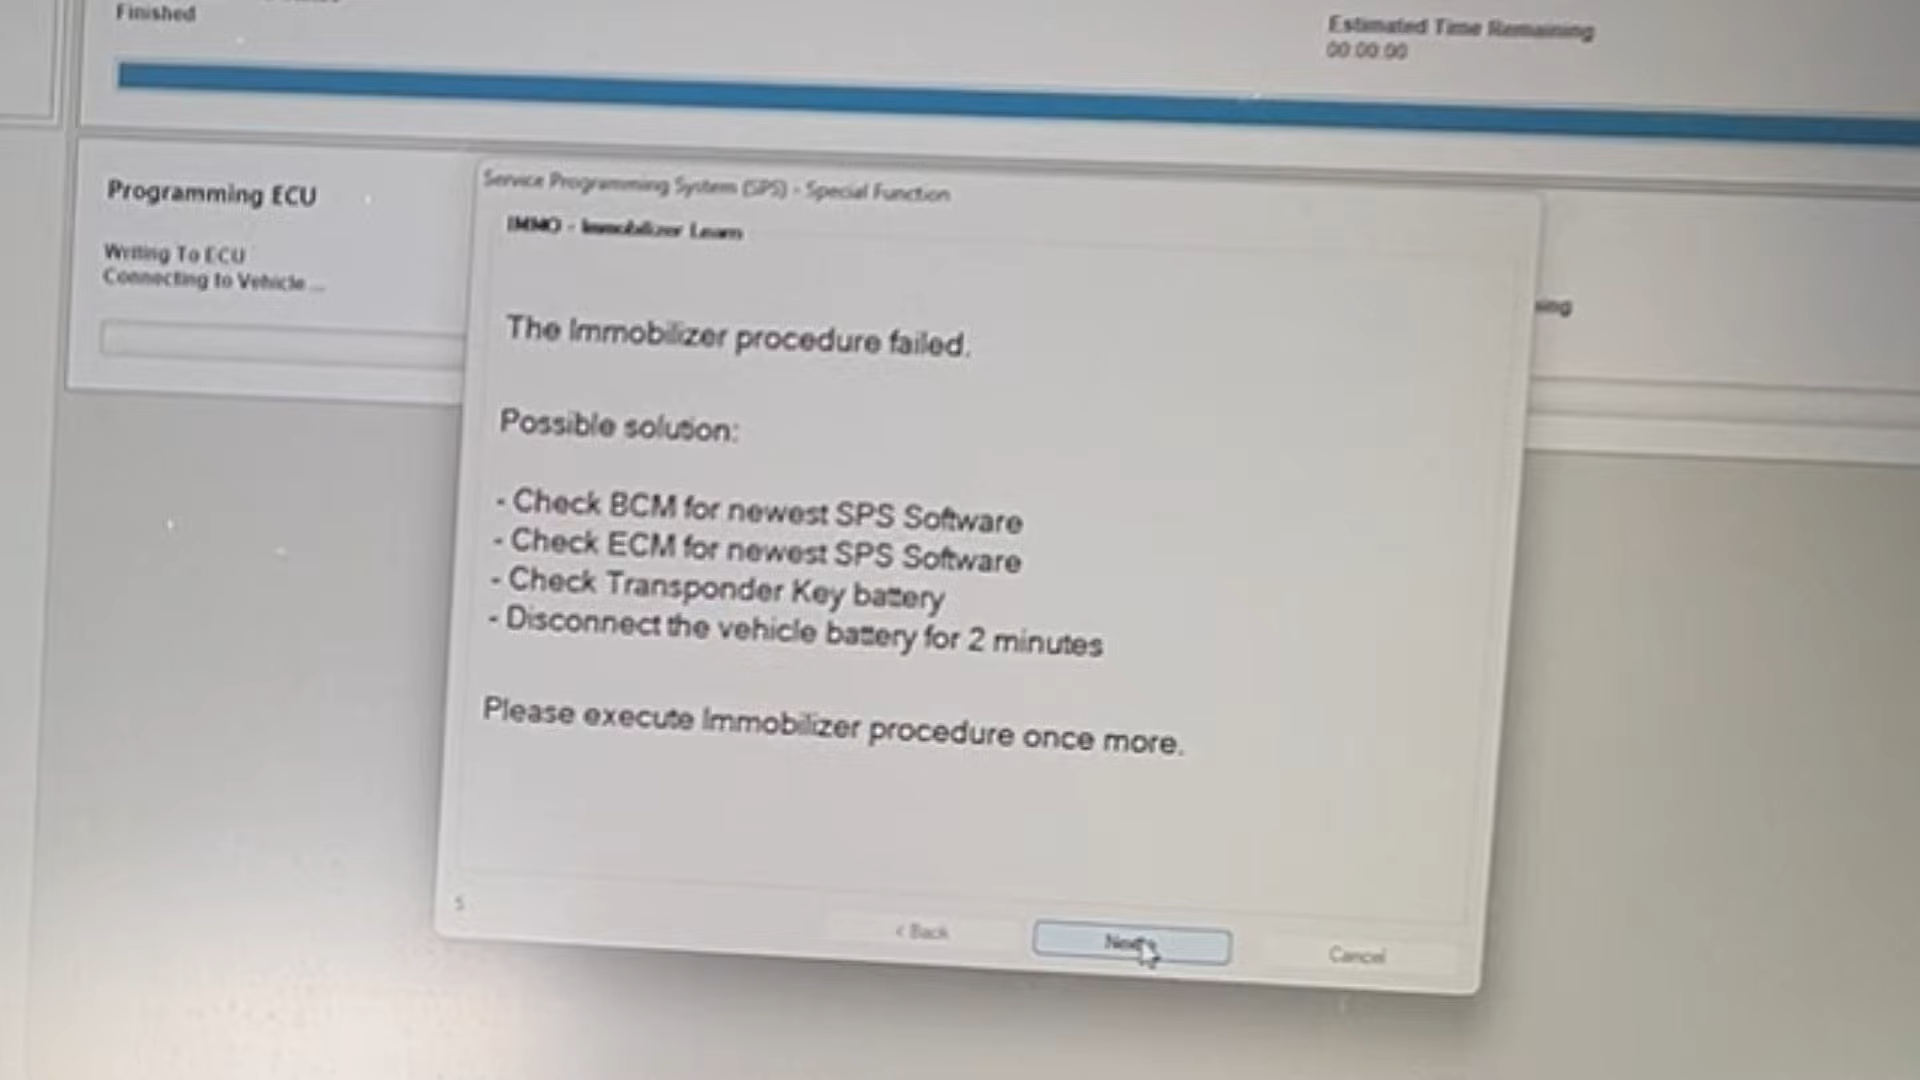 Finished
Estimated Time Remaining
00:00:00
Programming ECU
Writing To ECU
Connecting to Vehicle ...
Service Programming System (SPS) - Special Function
IMMO - Immobilizer Learn
The Immobilizer procedure failed.
Possible solution:
- Check BCM for newest SPS Software
- Check ECM for newest SPS Software
- Check Transponder Key battery
- Disconnect the vehicle battery for 2 minutes
Please execute Immobilizer procedure once more.
5
< Back
Next
Cancel